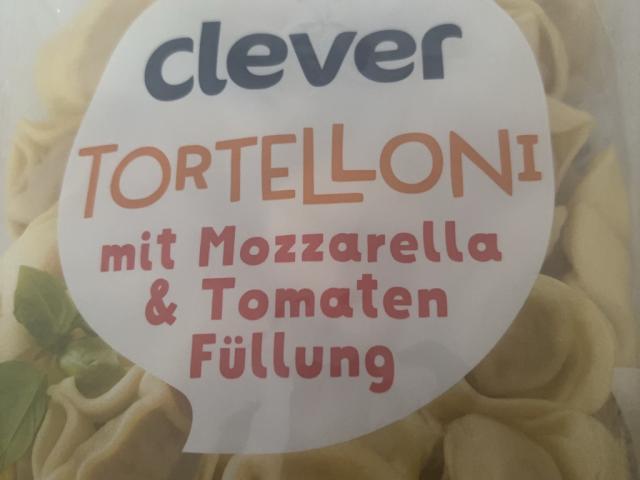 clever
TORTELLONI
mit Mozzarella
& Tomaten
Füllung